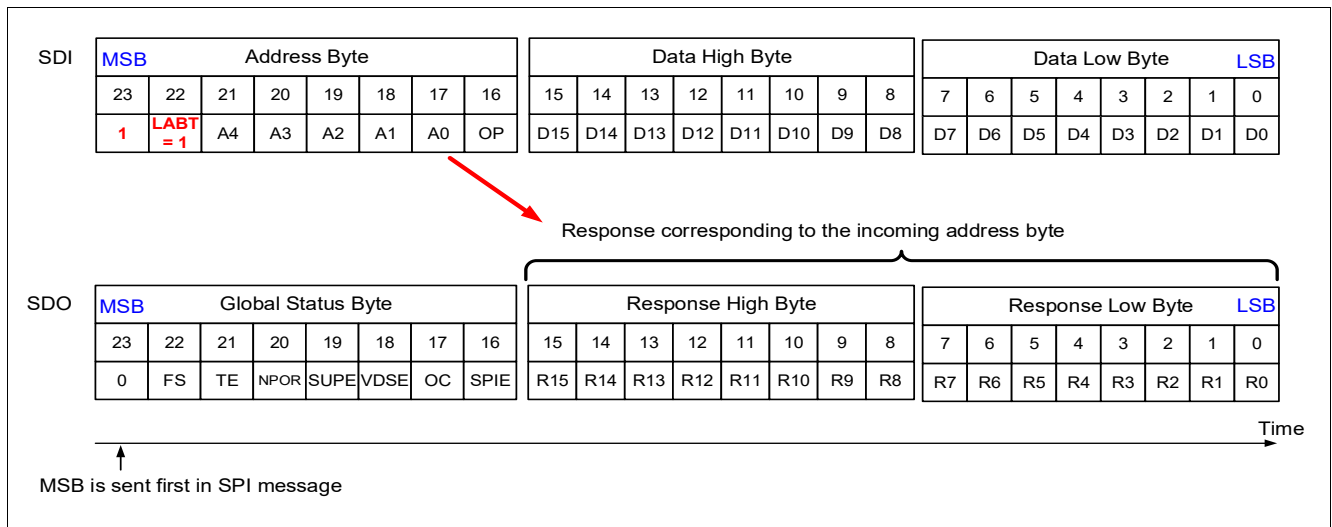 SDI MSB Address Byte Data High Byte Data Low Byte LSB
23 22 21 20 19 18 17 16 15 14 13 12 11 10 9 8 7 6 5 4 3 2 1 0
1 LABT = 1 A4 A3 A2 A1 A0 OP D15 D14 D13 D12 D11 D10 D9 D8 D7 D6 D5 D4 D3 D2 D1 D0
Response corresponding to the incoming address byte
SDO MSB Global Status Byte Response High Byte Response Low Byte LSB
23 22 21 20 19 18 17 16 15 14 13 12 11 10 9 8 7 6 5 4 3 2 1 0
0 FS TE NPOR SUPE VDSE OC SPIE R15 R14 R13 R12 R11 R10 R9 R8 R7 R6 R5 R4 R3 R2 R1 R0
Time
MSB is sent first in SPI message